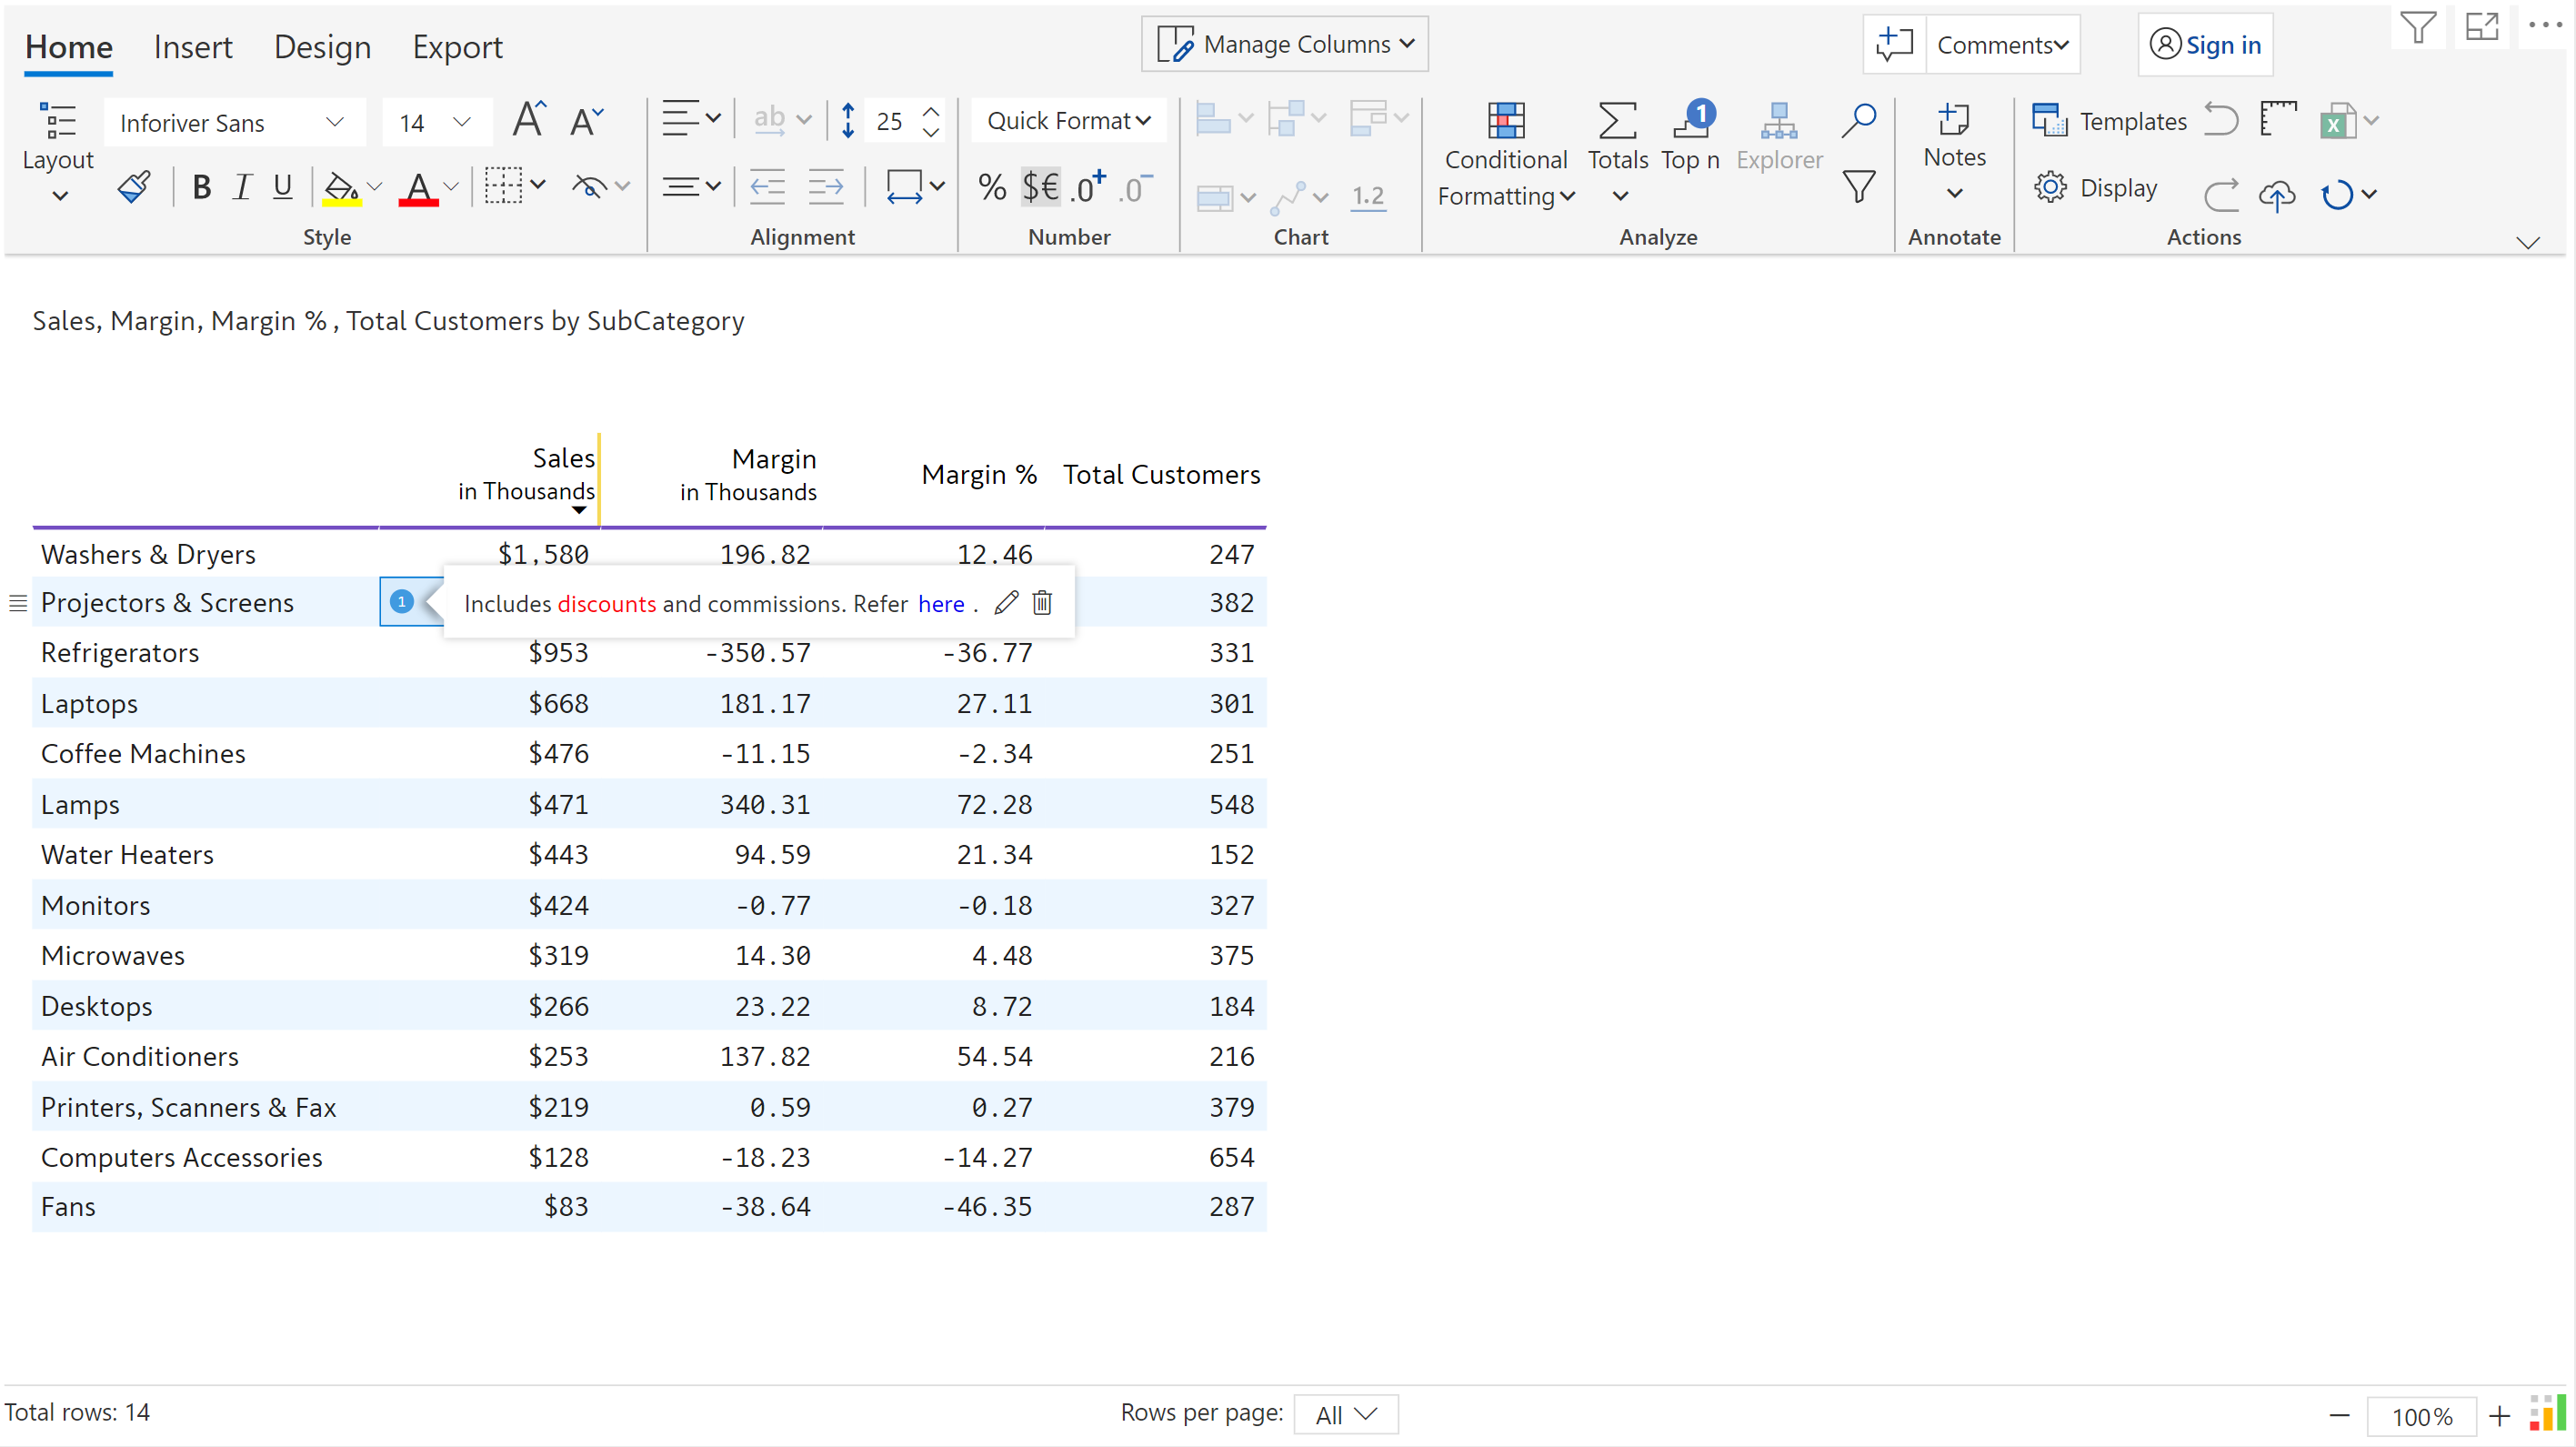 Home Insert Design Export Manage Columns Comments Sign in
Inforiver Sans 14 A A ab 25 Quick Format 1 Templates X
Layout Conditional Totals Top n Explorer Notes
B I U A % $€ .0+ .0- 1.2 Formatting Display
Style Alignment Number Chart Analyze Annotate Actions
Sales, Margin, Margin % , Total Customers by SubCategory
Sales Margin Margin % Total Customers
in Thousands in Thousands
Washers & Dryers $1,580 196.82 12.46 247
Projectors & Screens 1 Includes discounts and commissions. Refer here . 382
Refrigerators $953 -350.57 -36.77 331
Laptops $668 181.17 27.11 301
Coffee Machines $476 -11.15 -2.34 251
Lamps $471 340.31 72.28 548
Water Heaters $443 94.59 21.34 152
Monitors $424 -0.77 -0.18 327
Microwaves $319 14.30 4.48 375
Desktops $266 23.22 8.72 184
Air Conditioners $253 137.82 54.54 216
Printers, Scanners & Fax $219 0.59 0.27 379
Computers Accessories $128 -18.23 -14.27 654
Fans $83 -38.64 -46.35 287
Total rows: 14 Rows per page: All 100%